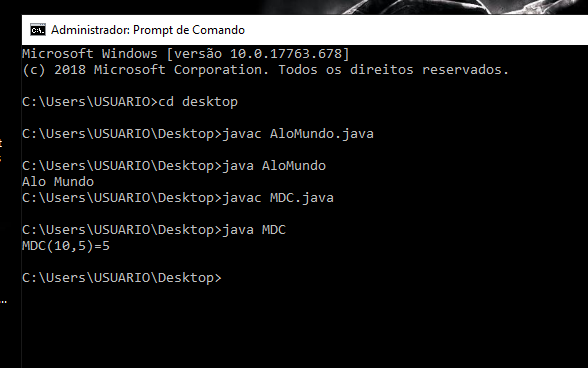 Administrador: Prompt de Comando
Microsoft Windows [versão 10.0.17763.678]
(c) 2018 Microsoft Corporation. Todos os direitos reservados.
C:\Users\USUARIO>cd desktop
C:\Users\USUARIO\Desktop>javac AloMundo.java
C:\Users\USUARIO\Desktop>java AloMundo
Alo Mundo
C:\Users\USUARIO\Desktop>javac MDC.java
C:\Users\USUARIO\Desktop>java MDC
MDC(10,5)=5
C:\Users\USUARIO\Desktop>